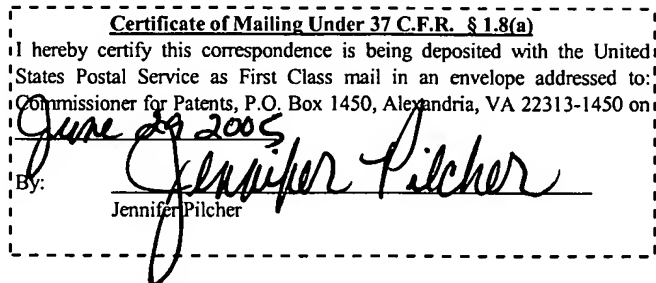 Certificate of Mailing Under 37 C.F.R. § 1.8(a)
I hereby certify this correspondence is being deposited with the United
States Postal Service as First Class mail in an envelope addressed to:
Commissioner for Patents, P.O. Box 1450, Alexandria, VA 22313-1450 on
June 29 2005
By: Jennifer Pilcher
Jennifer Pilcher